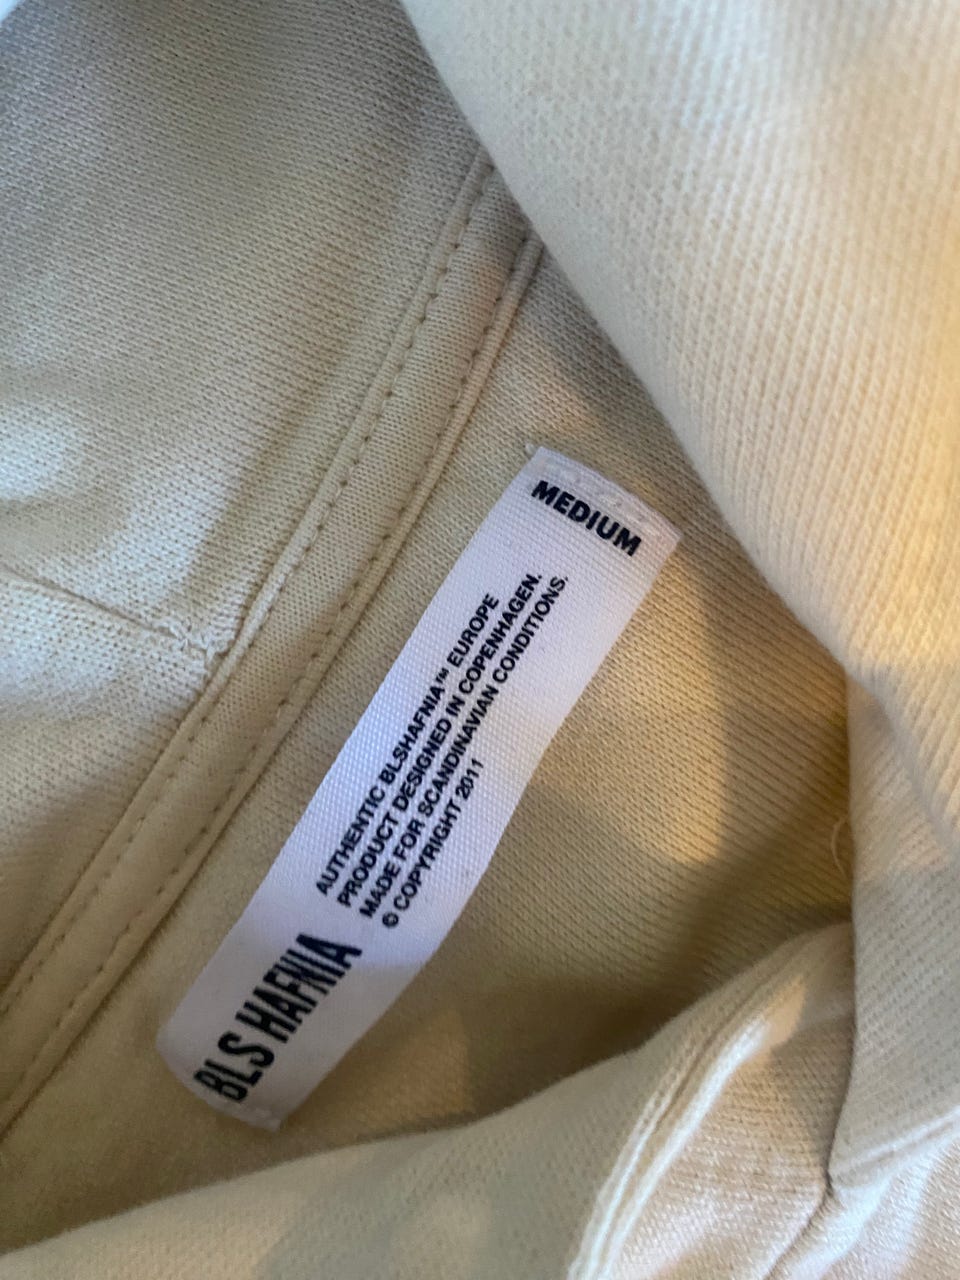 MEDIUM
AUTHENTIC BLSHAFNIA™ EUROPE
PRODUCT DESIGNED IN COPENHAGEN.
MADE FOR SCANDINAVIAN CONDITIONS.
© COPYRIGHT 2011
BLS HAFNIA